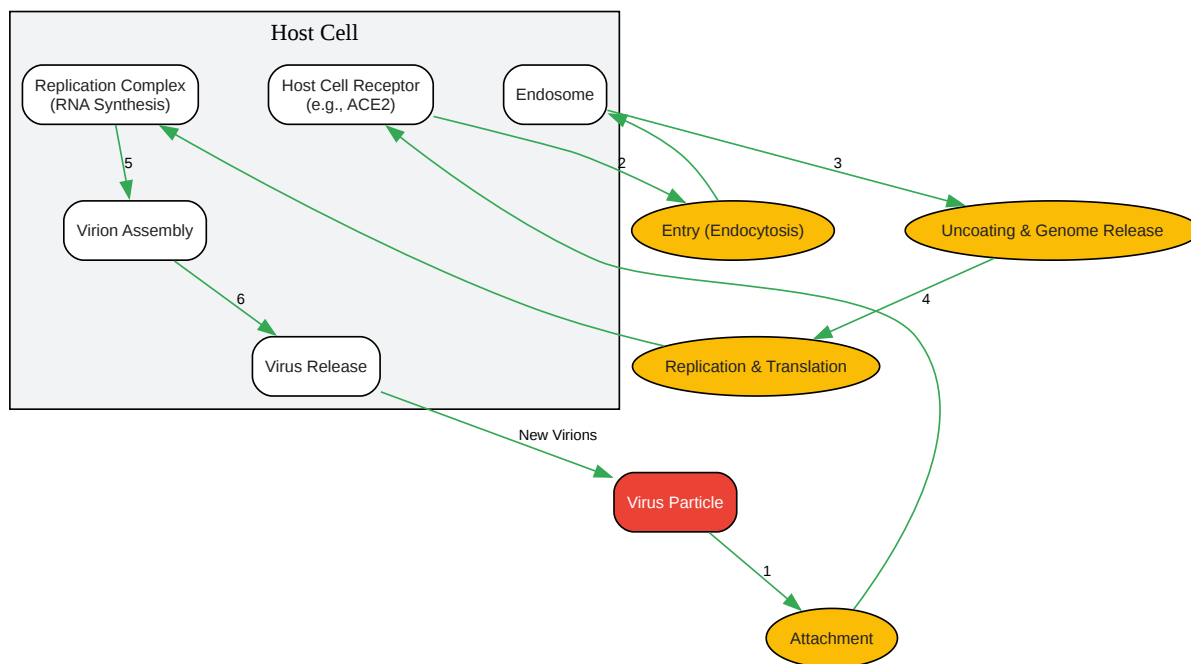 Host Cell
Replication Complex
(RNA Synthesis)
Host Cell Receptor
(e.g., ACE2)
Endosome
5
2
3
Virion Assembly
Entry (Endocytosis)
Uncoating & Genome Release
6
4
Virus Release
Replication & Translation
New Virions
Virus Particle
1
Attachment